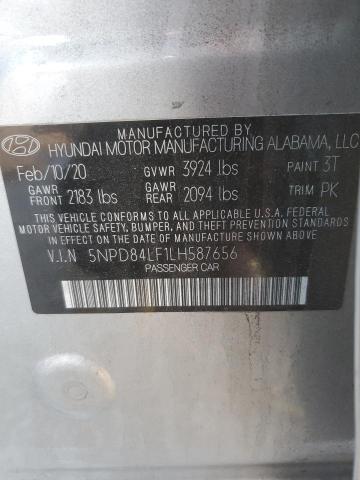 MANUFACTURED BY
HYUNDAI MOTOR MANUFACTURING ALABAMA, LLC
Feb/10/20 GVWR 3924 lbs PAINT 3T
GAWR FRONT 2183 lbs GAWR REAR 2094 lbs TRIM PK
THIS VEHICLE CONFORMS TO ALL APPLICABLE U.S.A. FEDERAL
MOTOR VEHICLE SAFETY, BUMPER, AND THEFT PREVENTION STANDARDS
IN EFFECT ON THE DATE OF MANUFACTURE SHOWN ABOVE.
V.I.N 5NPD84LF1LH587656
PASSENGER CAR